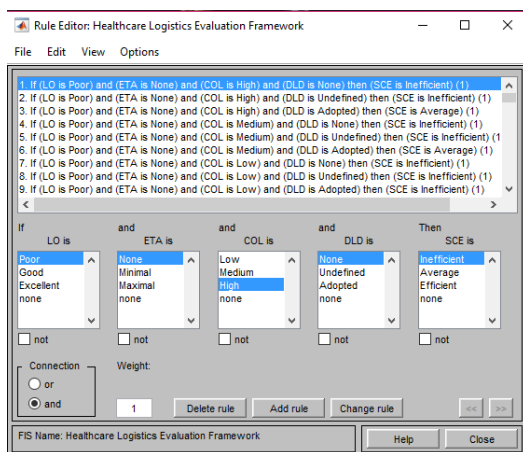 Rule Editor: Healthcare Logistics Evaluation Framework
File Edit View Options
1. If (LO is Poor) and (ETA is None) and (COL is High) and (DLD is None) then (SCE is Inefficient) (1)
2. If (LO is Poor) and (ETA is None) and (COL is High) and (DLD is Undefined) then (SCE is Inefficient) (1)
3. If (LO is Poor) and (ETA is None) and (COL is High) and (DLD is Adopted) then (SCE is Average) (1)
4. If (LO is Poor) and (ETA is None) and (COL is Medium) and (DLD is None) then (SCE is Inefficient) (1)
5. If (LO is Poor) and (ETA is None) and (COL is Medium) and (DLD is Undefined) then (SCE is Inefficient) (1
6. If (LO is Poor) and (ETA is None) and (COL is Medium) and (DLD is Adopted) then (SCE is Average) (1)
7. If (LO is Poor) and (ETA is None) and (COL is Low) and (DLD is None) then (SCE is Inefficient) (1)
8. If (LO is Poor) and (ETA is None) and (COL is Low) and (DLD is Undefined) then (SCE is Inefficient) (1)
9. If (LO is Poor) and (ETA is None) and (COL is Low) and (DLD is Adopted) then (SCE is Inefficient) (1)
If and and and Then
LO is ETA is COL is DLD is SCE is
Poor None Low None Inefficient
Good Minimal Medium Undefined Average
Excellent Maximal High Adopted Efficient
none none none none none
not not not not not
Connection Weight:
or
and 1 Delete rule Add rule Change rule << >>
FIS Name: Healthcare Logistics Evaluation Framework Help Close